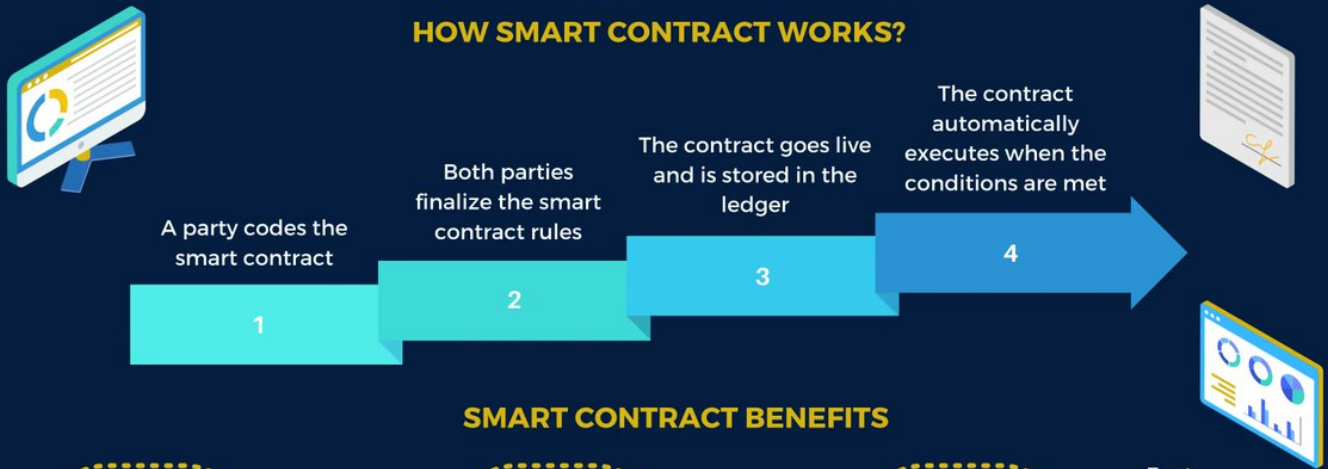 HOW SMART CONTRACT WORKS?
A party codes the
smart contract
1
Both parties
finalize the smart
contract rules
2
The contract goes live
and is stored in the
ledger
3
The contract
automatically
executes when the
conditions are met
4
SMART CONTRACT BENEFITS